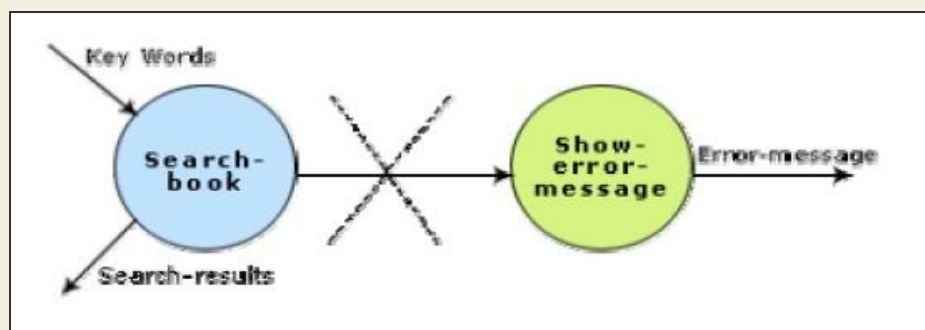 Key Words
Search-
book
Search-results
Show-
error-
message
Error-message